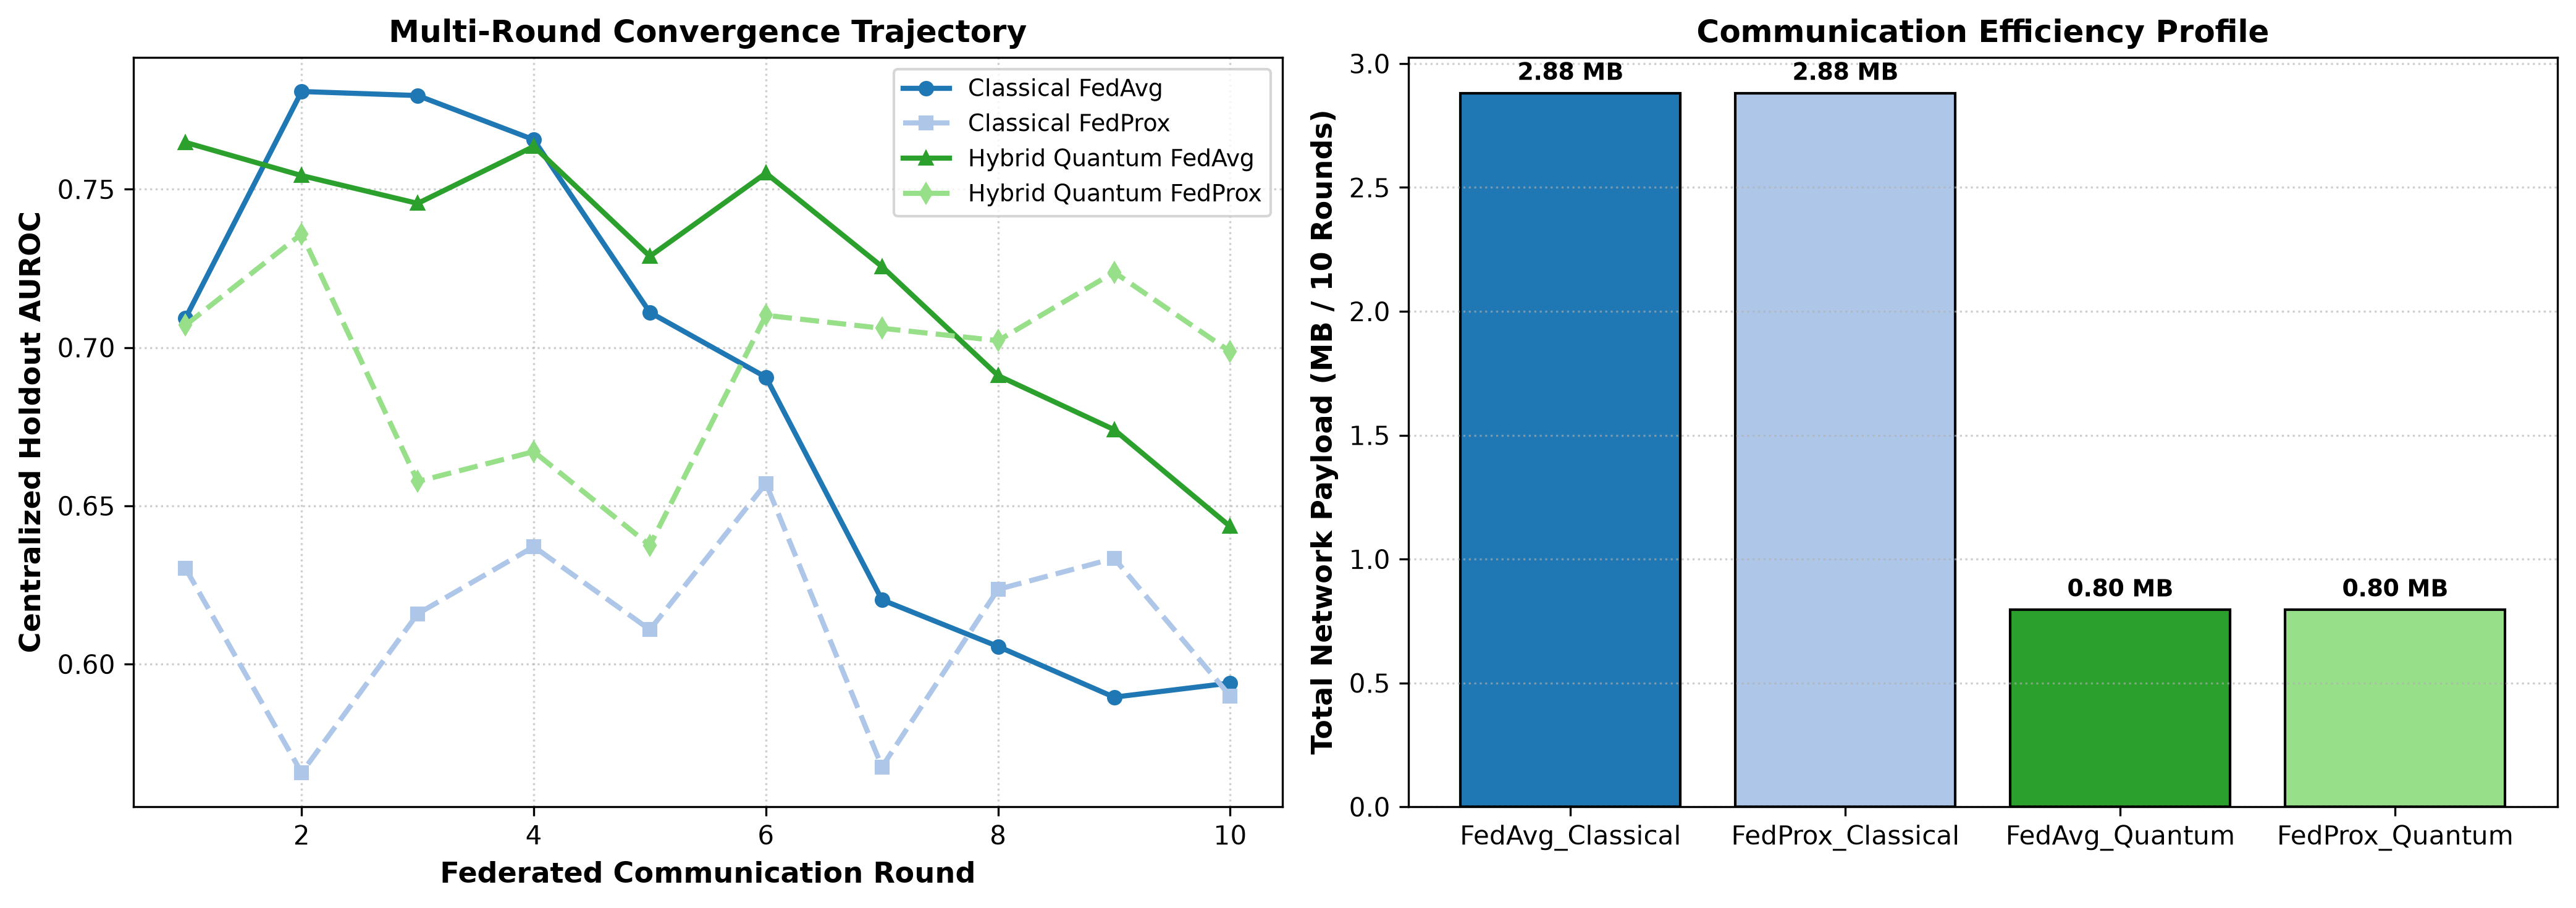 Multi-Round Convergence Trajectory
Centralized Holdout AUROC
0.75
0.70
0.65
0.60
Classical FedAvg
Classical FedProx
Hybrid Quantum FedAvg
Hybrid Quantum FedProx
2 4 6 8 10
Federated Communication Round
Communication Efficiency Profile
Total Network Payload (MB / 10 Rounds)
3.0
2.5
2.0
1.5
1.0
0.5
0.0
2.88 MB 2.88 MB
0.80 MB 0.80 MB
FedAvg_Classical FedProx_Classical FedAvg_Quantum FedProx_Quantum